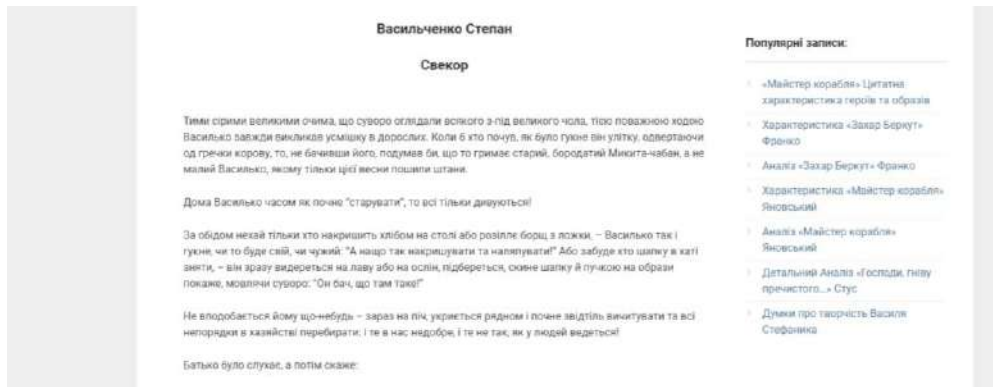 Васильченко Степан
Свекор
Тими сірими великими очима, що суворо оглядали всякого з-під великого чола, тією поважною ходою
Василько завжди викликав усмішку в дорослих. Коли б хто почув, як було гукне він улітку, одвертаючи
од гречки корову, то, не бачивши його, подумав би, що то гримає старий, бородатий Микита-чабан, а не
малий Василько, якому тільки цієї весни пошили штани.
Дома Василько часом як почне "старувати", то всі тільки дивуються!
За обідом нехай тільки хто накришить хлібом на столі або розіллє борщ з ложки, – Василько так і
гукне, чи то буде свій, чи чужий: "А нащо так накришувати та наляпувати!" Або забуде хто шапку в хаті
зняти, – він зразу видереться на лаву або на ослін, підбереться, скине шапку й пучкою на образи
покаже, мовлячи суворо: "Он бач, що там таке!"
Не вподобається йому що-небудь – зараз на піч, укриється рядном і почне звідтіль вичитувати та всі
непорядки в хазяйстві перебирати: і те в нас недобре, і те не так, як у людей ведеться!
Батько було слухає, а потім скаже:
Популярні записи:
«Майстер корабля» Цитатна
характеристика героїв та образів
Характеристика «Захар Беркут»
Франко
Аналіз «Захар Беркут» Франко
Характеристика «Майстер корабля»
Яновський
Аналіз «Майстер корабля»
Яновський
Детальний Аналіз «Господи, гніву
пречистого...» Стус
Думки про творчість Василя
Стефаника